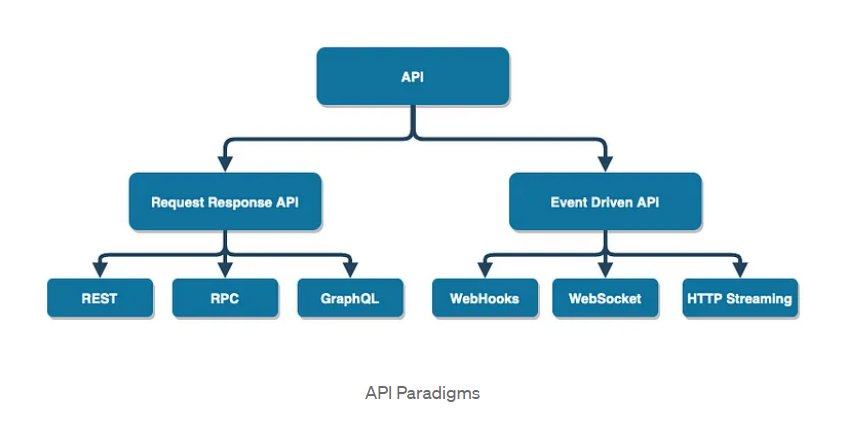 API
Request Response API
Event Driven API
REST
RPC
GraphQL
WebHooks
WebSocket
HTTP Streaming
API Paradigms